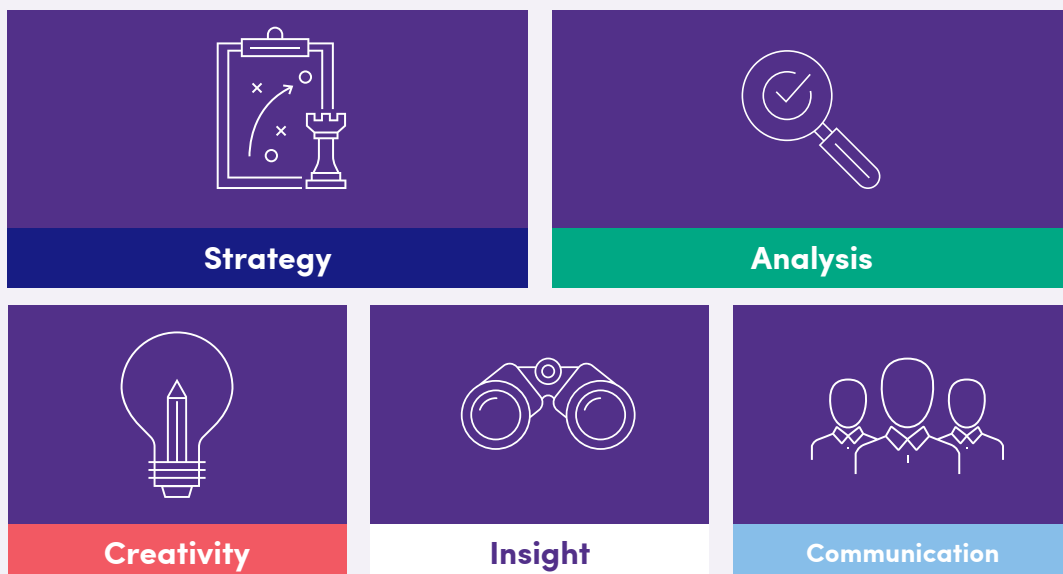 Strategy
Analysis
Creativity
Insight
Communication